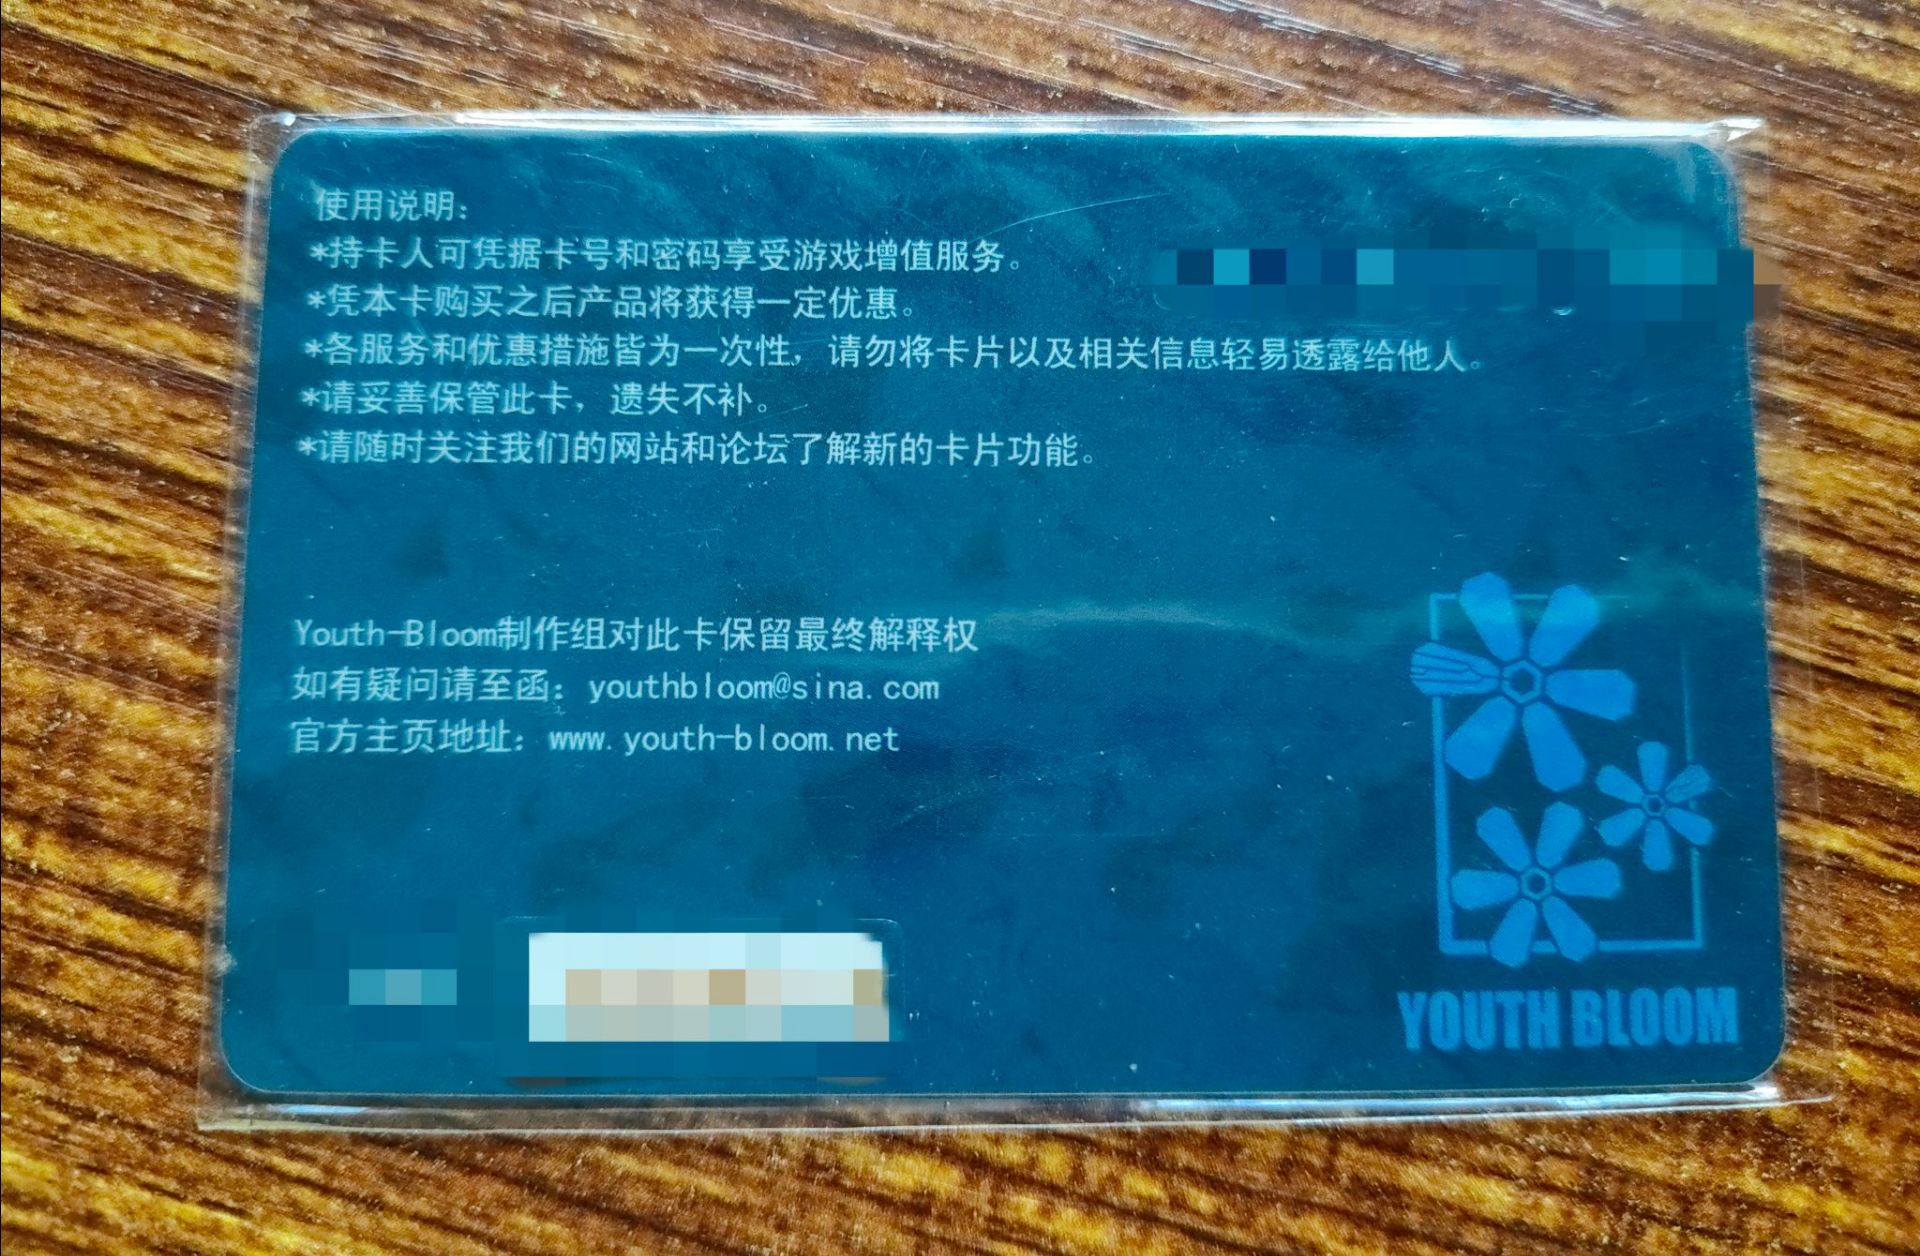 使用说明：
*持卡人可凭据卡号和密码享受游戏增值服务。
*凭本卡购买之后产品将获得一定优惠。
*各服务和优惠措施皆为一次性，请勿将卡片以及相关信息轻易透露给他人。
*请妥善保管此卡，遗失不补。
*请随时关注我们的网站和论坛了解新的卡片功能。
Youth-Bloom制作组对此卡保留最终解释权
如有疑问请至函：youthbloom@sina.com
官方主页地址：www.youth-bloom.net
YOUTH BLOOM